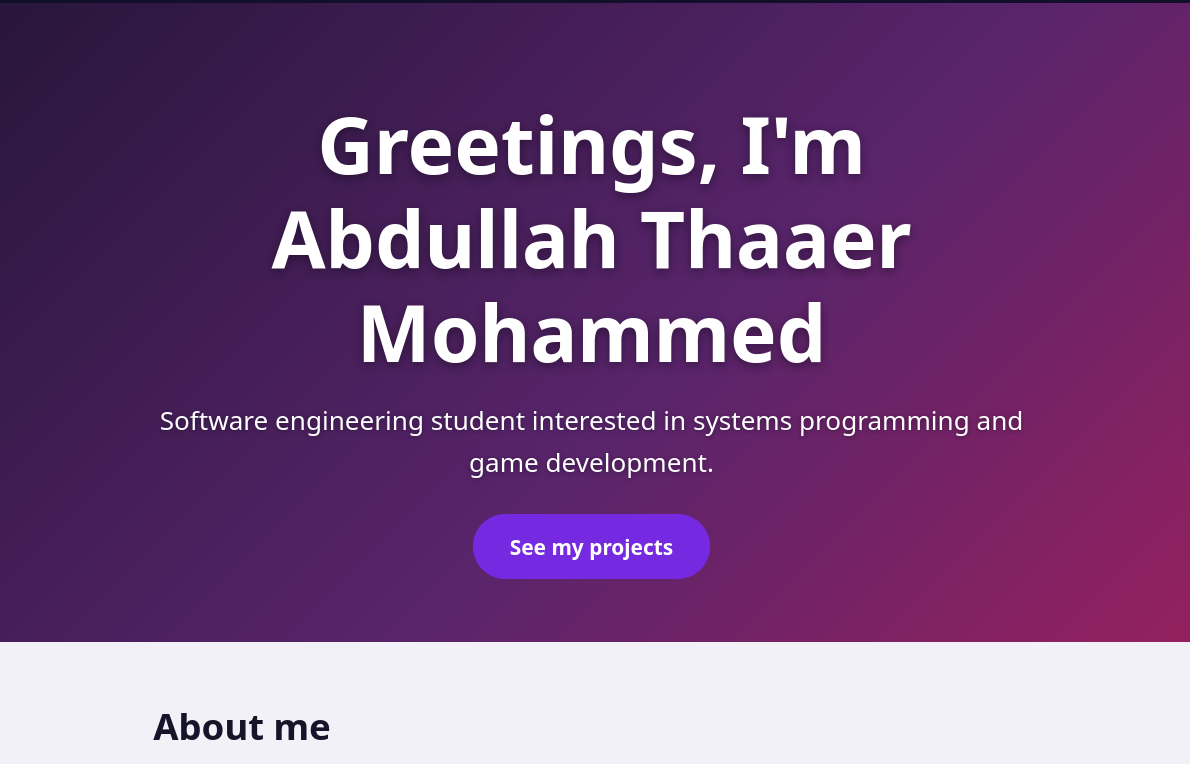 Greetings, I'm
Abdullah Thaaer
Mohammed
Software engineering student interested in systems programming and
game development.
See my projects
About me